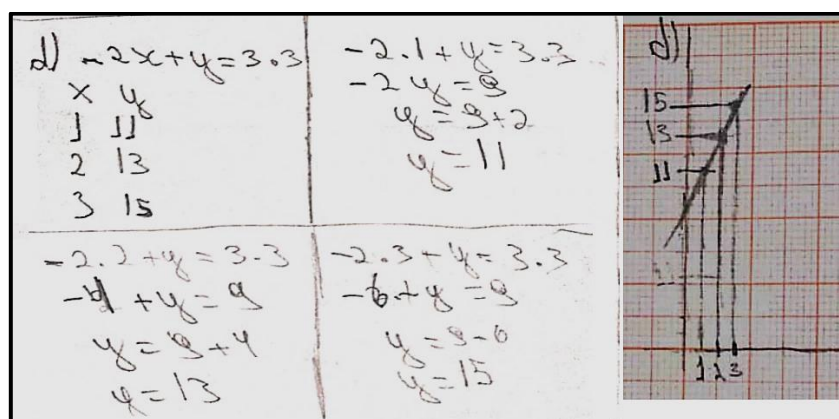 d) -2x+y=3.3
x y
1 11
2 13
3 15
-2.1+y=3.3
-2y=9
y=9+2
y=11
-2.2+y=3.3
-4+y=9
y=9+4
y=13
-2.3+y=3.3
-6+y=9
y=9-6
y=15
d)
15
13
11
1 2 3